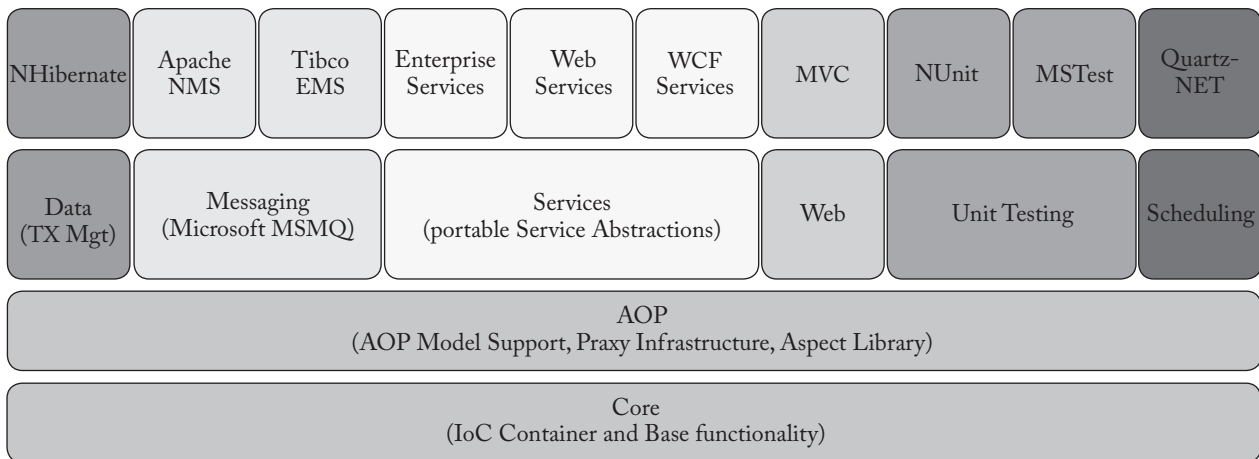 NHibernate
Apache
NMS
Tibco
EMS
Enterprise
Services
Web
Services
WCF
Services
MVC
NUnit
MSTest
Quartz-
NET
Data
(TX Mgt)
Messaging
(Microsoft MSMQ)
Services
(portable Service Abstractions)
Web
Unit Testing
Scheduling
AOP
(AOP Model Support, Praxy Infrastructure, Aspect Library)
Core
(IoC Container and Base functionality)